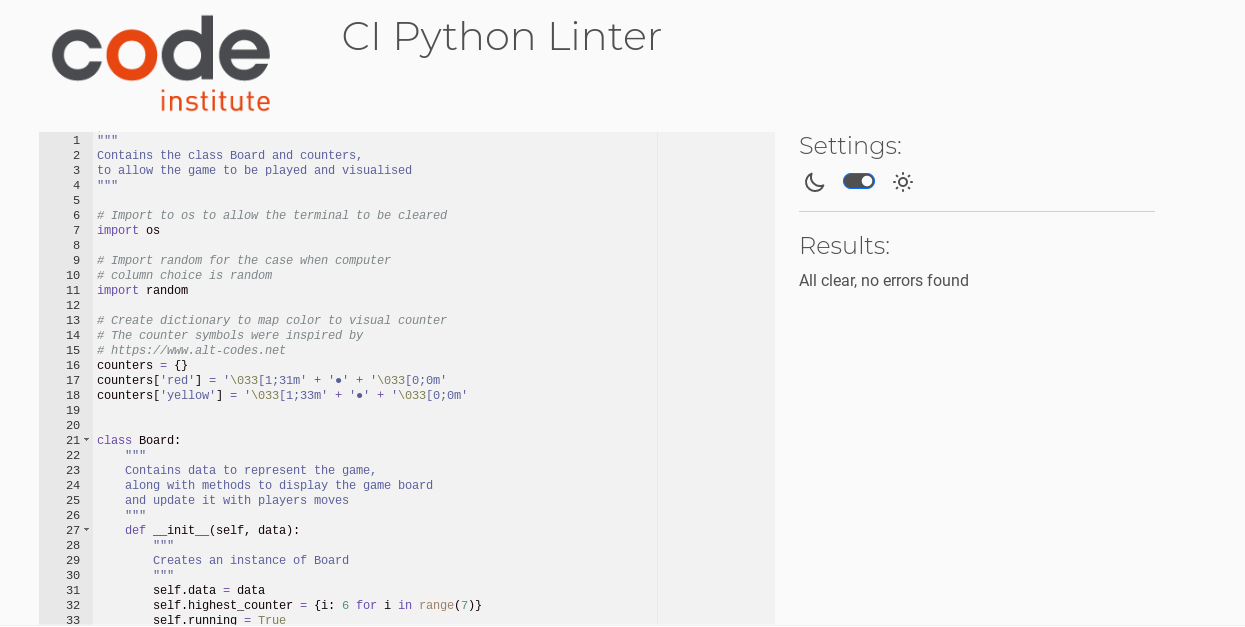 code
institute
CI Python Linter
1 """
2 Contains the class Board and counters,
3 to allow the game to be played and visualised
4 """
5
6 # Import to os to allow the terminal to be cleared
7 import os
8
9 # Import random for the case when computer
10 # column choice is random
11 import random
12
13 # Create dictionary to map color to visual counter
14 # The counter symbols were inspired by
15 # https://www.alt-codes.net
16 counters = {}
17 counters['red'] = '\033[1;31m' + '●' + '\033[0;0m'
18 counters['yellow'] = '\033[1;33m' + '●' + '\033[0;0m'
19
20
21 class Board:
22     """
23     Contains data to represent the game,
24     along with methods to display the game board
25     and update it with players moves
26     """
27     def __init__(self, data):
28         """
29         Creates an instance of Board
30         """
31         self.data = data
32         self.highest_counter = {i: 6 for i in range(7)}
33         self.running = True
Settings:
Results:
All clear, no errors found